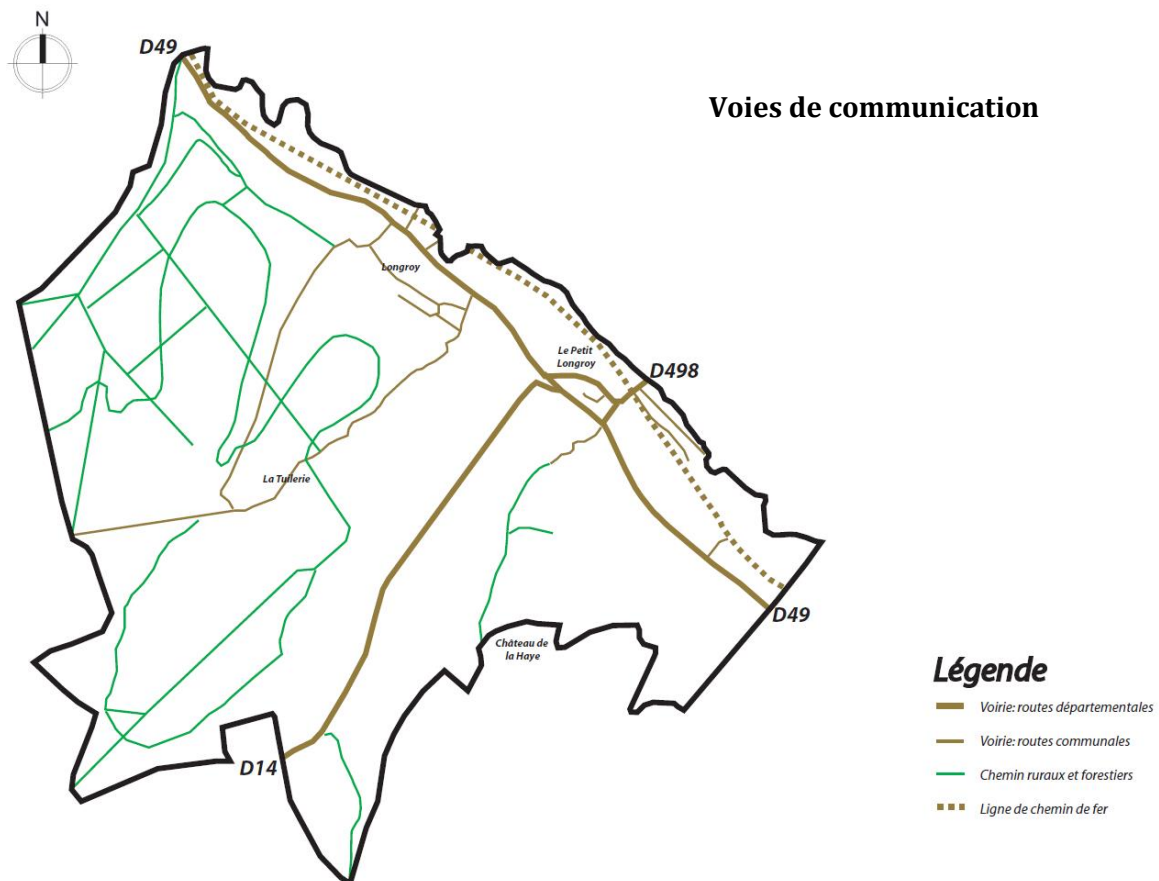 N
D49
Voies de communication
Longroy
Le Petit
Longroy
D498
La Tuilerie
D49
Château de
la Haye
D14
Légende
Voirie: routes départementales
Voirie: routes communales
Chemin ruraux et forestiers
Ligne de chemin de fer